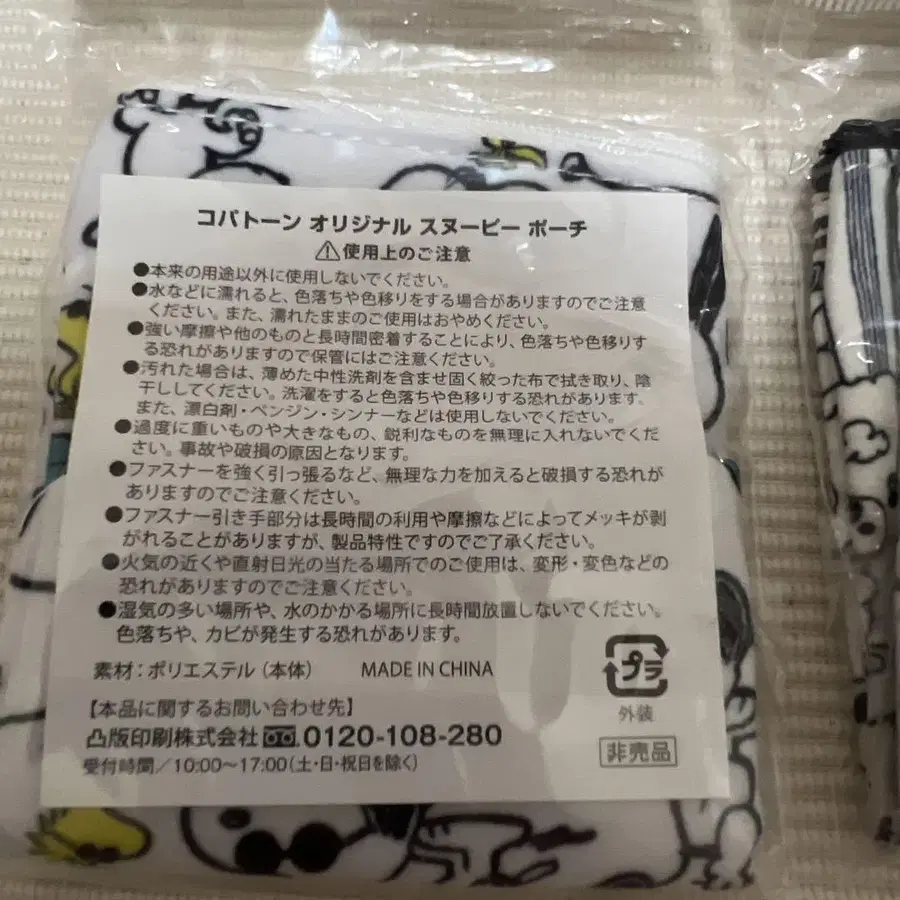 コパトーン オリジナル スヌーピー ポーチ
⚠使用上のご注意
●本来の用途以外に使用しないでください。
●水などに濡れると、色落ちや色移りをする場合がありますのでご注意
ください。また、濡れたままのご使用はおやめください。
●強い摩擦や他のものと長時間密着することにより、色落ちや色移りす
る恐れがありますので保管にはご注意ください。
●汚れた場合は、薄めた中性洗剤を含ませ固く絞った布で拭き取り、陰
干ししてください。洗濯をすると色落ちや色移りする恐れがあります。
また、漂白剤・ベンジン・シンナーなどは使用しないでください。
●過度に重いものや大きなもの、鋭利なものを無理に入れないでくだ
さい。事故や破損の原因となります。
●ファスナーを強く引っ張るなど、無理な力を加えると破損する恐れが
ありますのでご注意ください。
●ファスナー引き手部分は長時間の利用や摩擦などによってメッキが剥
がれることがありますが、製品特性ですのでご了承ください。
●火気の近くや直射日光の当たる場所でのご使用は、変形・変色などの
恐れがありますのでご注意ください。
●湿気の多い場所や、水のかかる場所に長時間放置しないでください。
色落ちや、カビが発生する恐れがあります。
素材：ポリエステル（本体） MADE IN CHINA
プラ
外装
【本品に関するお問い合わせ先】
凸版印刷株式会社 0120-108-280
受付時間／10:00〜17:00（土・日・祝日を除く）
非売品